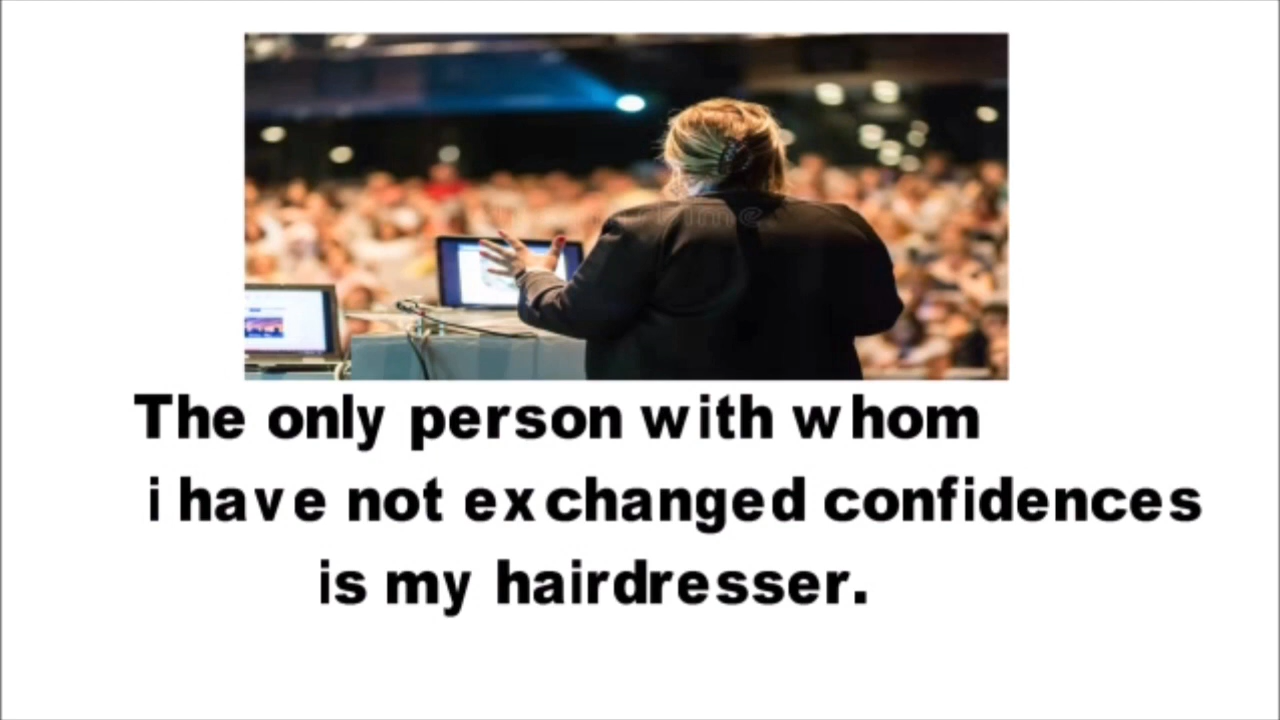 The only person with whom
i have not exchanged confidences
is my hairdresser.